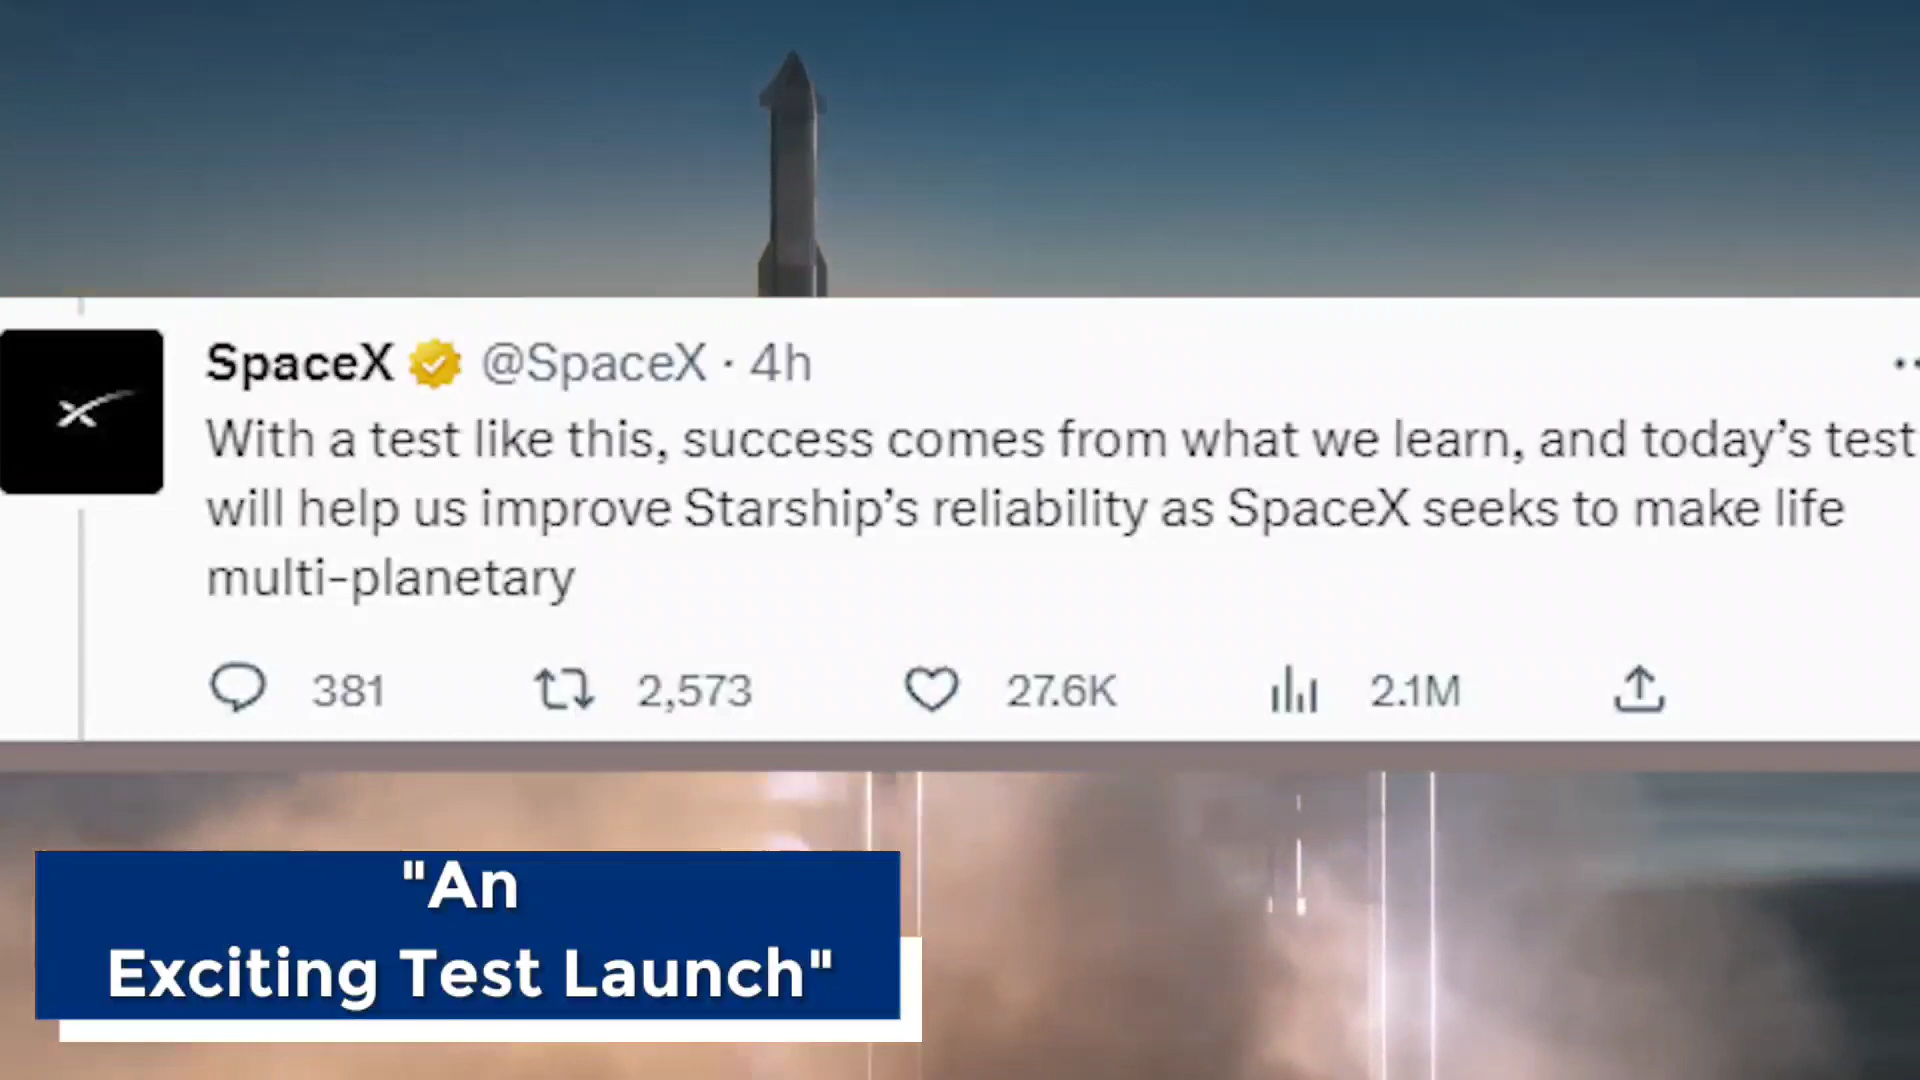 SpaceX @SpaceX · 4h
With a test like this, success comes from what we learn, and today’s test
will help us improve Starship’s reliability as SpaceX seeks to make life
multi-planetary
381 2,573 27.6K 2.1M
"An
Exciting Test Launch"